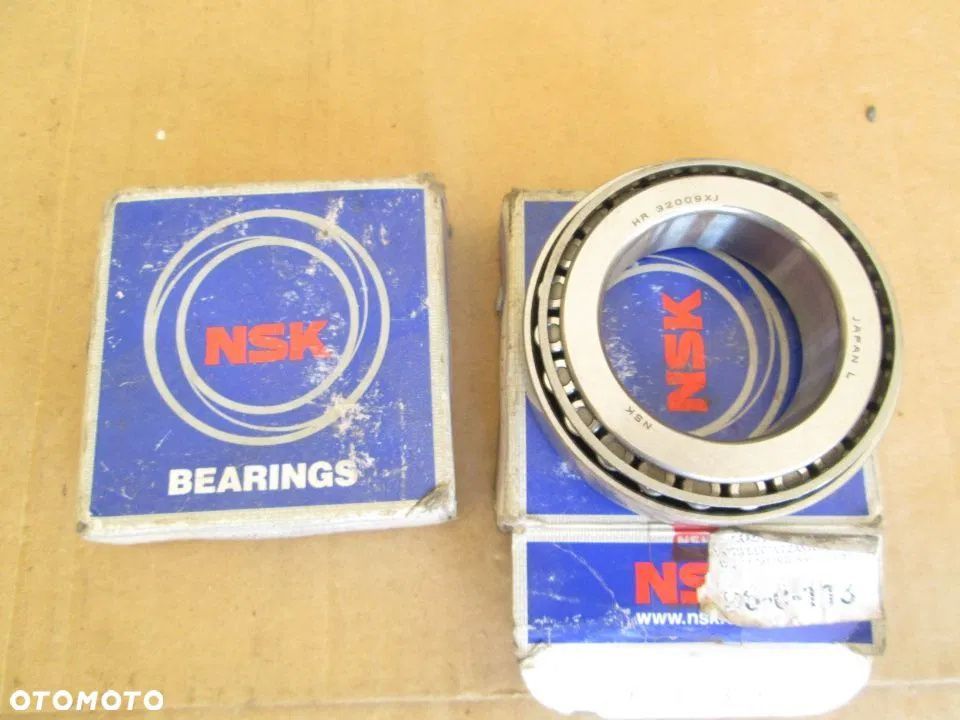 NSK
BEARINGS
HR 32009XJ
JAPAN L
NSK
NSK
NSK
www.nsk.
OTOMOTO